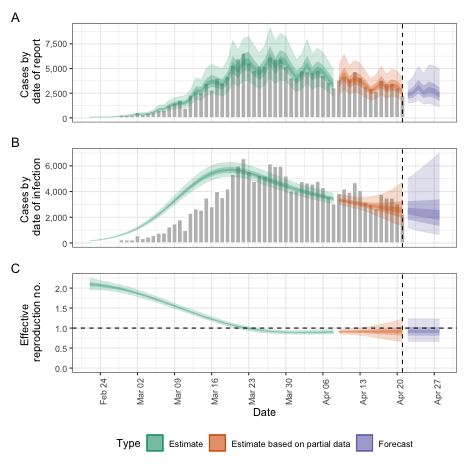 A
Cases by
date of report
7,500
5,000
2,500
0
B
Cases by
date of infection
6,000
4,000
2,000
0
C
Effective
reproduction no.
2.0
1.5
1.0
0.5
0.0
Feb 24
Mar 02
Mar 09
Mar 16
Mar 23
Mar 30
Apr 06
Apr 13
Apr 20
Apr 27
Date
Type Estimate Estimate based on partial data Forecast